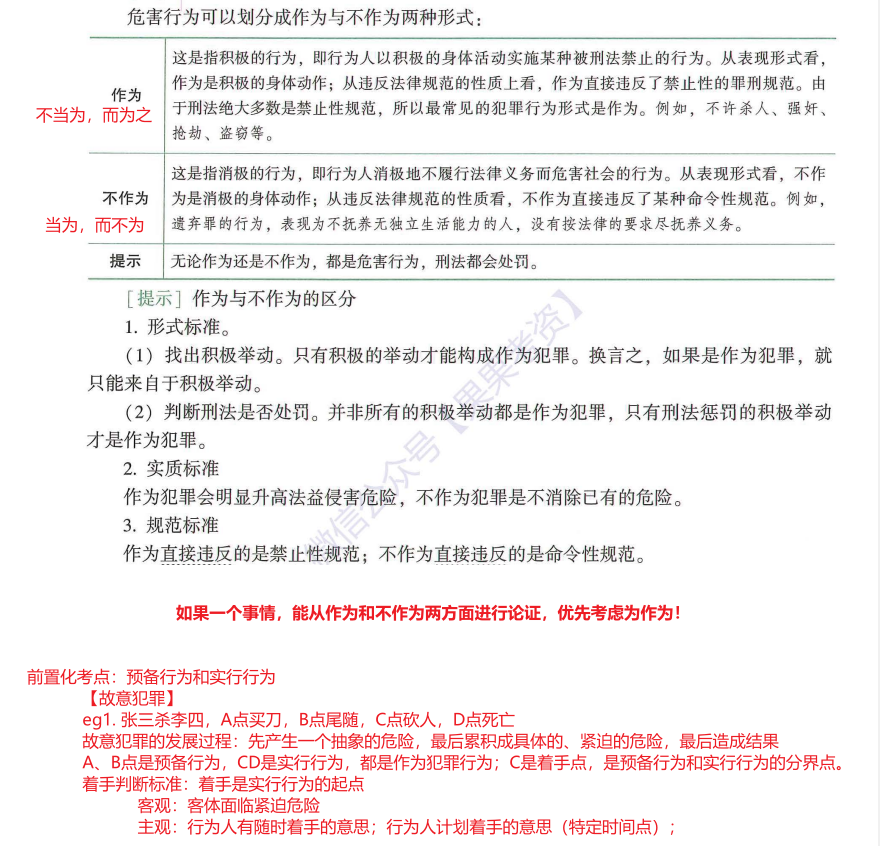 危害行为可以划分成作为与不作为两种形式：
这是指积极的行为，即行为人以积极的身体活动实施某种被刑法禁止的行为。从表现形式看，
作为是积极的身体动作；从违反法律规范的性质上看，作为直接违反了禁止性的罪刑规范。由
作为
不当为，而为之
于刑法绝大多数是禁止性规范，所以最常见的犯罪行为形式是作为。例如，不许杀人、强奸、
抢劫、盗窃等。
这是指消极的行为，即行为人消极地不履行法律义务而危害社会的行为。从表现形式看，不作
不作为
为是消极的身体动作；从违反法律规范的性质看，不作为直接违反了某种命令性规范。例如，
当为，而不为
遗弃罪的行为，表现为不抚养无独立生活能力的人，没有按法律的要求尽抚养义务。
提示
无论作为还是不作为，都是危害行为，刑法都会处罚。
［提示］作为与不作为的区分
1. 形式标准。
（1）找出积极举动。只有积极的举动才能构成作为犯罪。换言之，如果是作为犯罪，就
只能来自于积极举动。
（2）判断刑法是否处罚。并非所有的积极举动都是作为犯罪，只有刑法惩罚的积极举动
才是作为犯罪。
2. 实质标准
作为犯罪会明显升高法益侵害危险，不作为犯罪是不消除已有的危险。
3. 规范标准
作为直接违反的是禁止性规范；不作为直接违反的是命令性规范。
微信公众号【果果考资】
如果一个事情，能从作为和不作为两方面进行论证，优先考虑为作为！
前置化考点：预备行为和实行行为
【故意犯罪】
eg1. 张三杀李四，A点买刀，B点尾随，C点砍人，D点死亡
故意犯罪的发展过程：先产生一个抽象的危险，最后累积成具体的、紧迫的危险，最后造成结果
A、B点是预备行为，CD是实行行为，都是作为犯罪行为；C是着手点，是预备行为和实行行为的分界点。
着手判断标准：着手是实行行为的起点
客观：客体面临紧迫危险
主观：行为人有随时着手的意思；行为人计划着手的意思（特定时间点）；